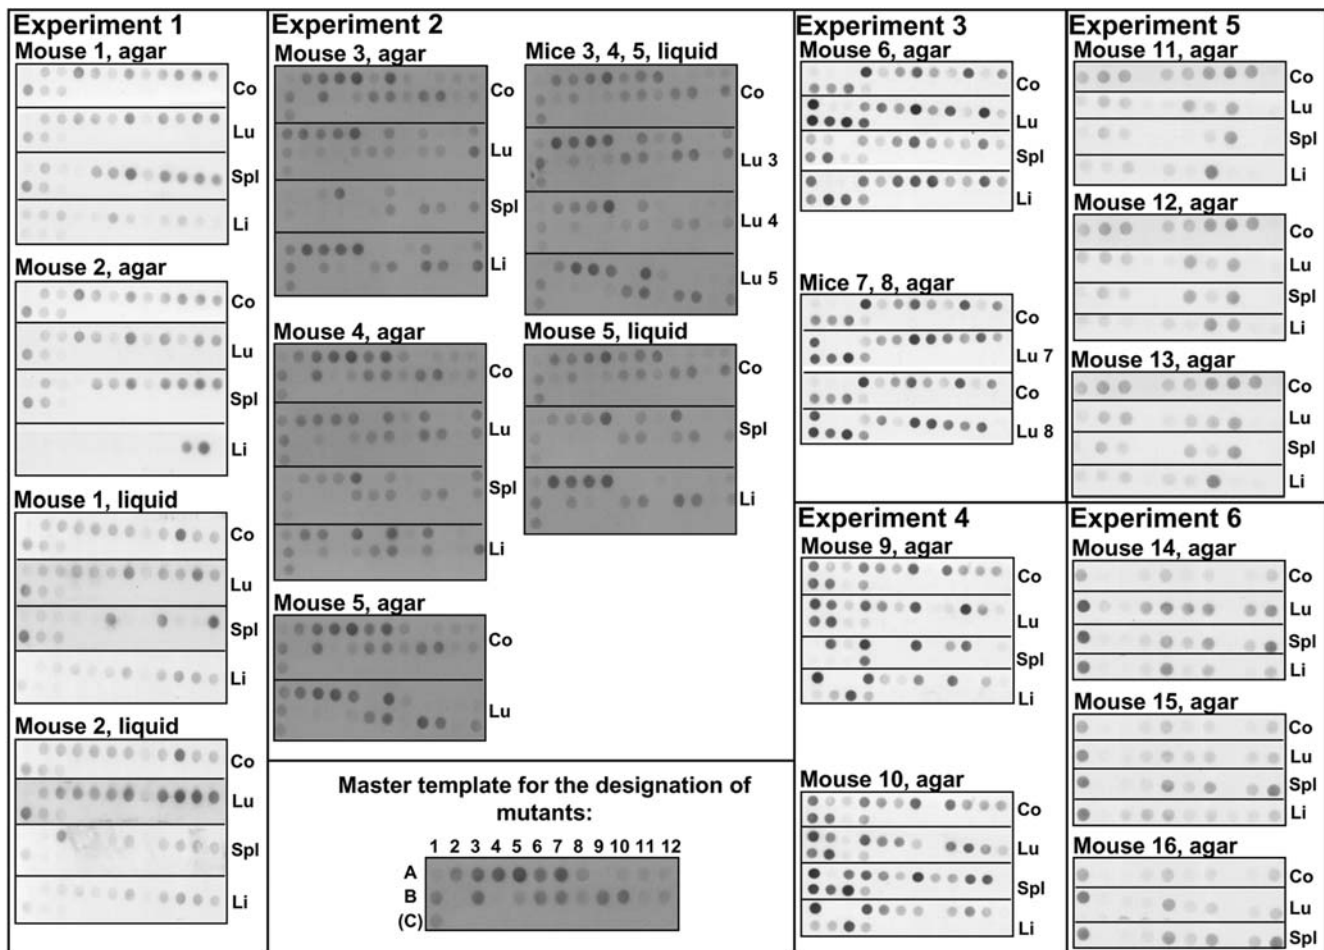 Experiment 1
Mouse 1, agar
Co
Lu
Spl
Li
Mouse 2, agar
Co
Lu
Spl
Li
Mouse 1, liquid
Co
Lu
Spl
Li
Mouse 2, liquid
Co
Lu
Spl
Li
Experiment 2
Mouse 3, agar
Co
Lu
Spl
Li
Mouse 4, agar
Co
Lu
Spl
Li
Mouse 5, agar
Co
Lu
Mice 3, 4, 5, liquid
Co
Lu 3
Lu 4
Lu 5
Mouse 5, liquid
Co
Spl
Li
Master template for the designation of
mutants:
1 2 3 4 5 6 7 8 9 10 11 12
A
B
(C)
Experiment 3
Mouse 6, agar
Co
Lu
Spl
Li
Mice 7, 8, agar
Co
Lu 7
Co
Lu 8
Experiment 4
Mouse 9, agar
Co
Lu
Spl
Li
Mouse 10, agar
Co
Lu
Spl
Li
Experiment 5
Mouse 11, agar
Co
Lu
Spl
Li
Mouse 12, agar
Co
Lu
Spl
Li
Mouse 13, agar
Co
Lu
Spl
Li
Experiment 6
Mouse 14, agar
Co
Lu
Spl
Li
Mouse 15, agar
Co
Lu
Spl
Li
Mouse 16, agar
Co
Lu
Spl